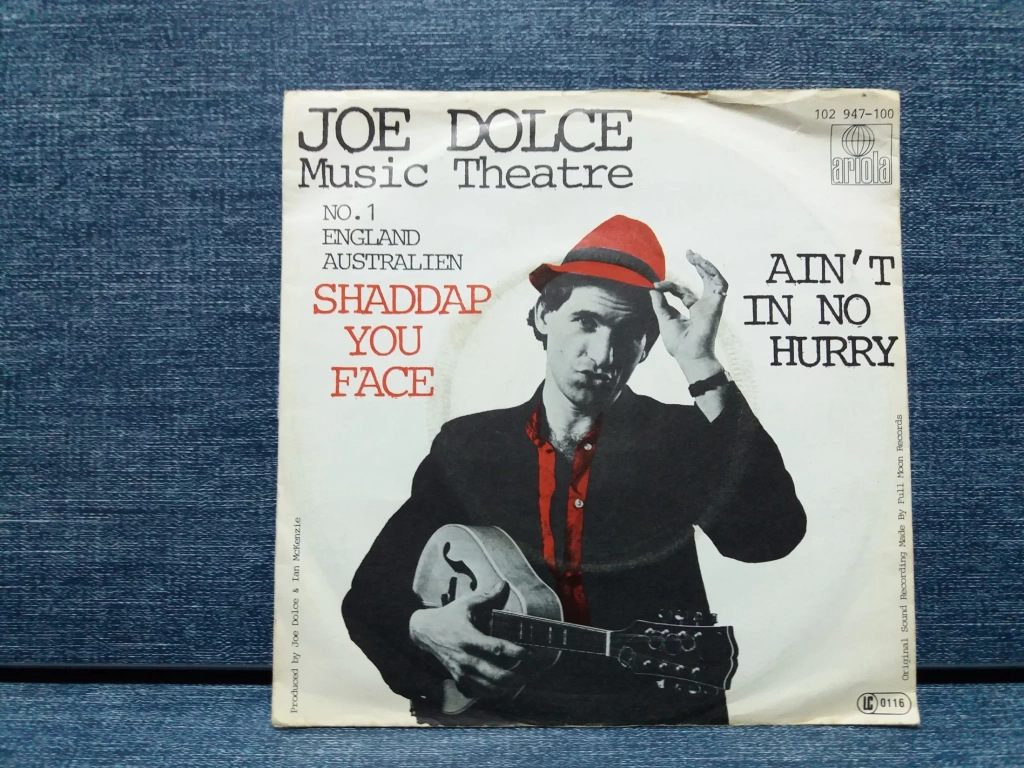 JOE DOLCE
Music Theatre
NO.1
ENGLAND
AUSTRALIEN
SHADDAP
YOU
FACE
102 947-100
ariola
AIN'T
IN NO
HURRY
Produced by Joe Dolce & Ian McKenzie
Original Sound Recording Made By Full Moon Records
LC 0116